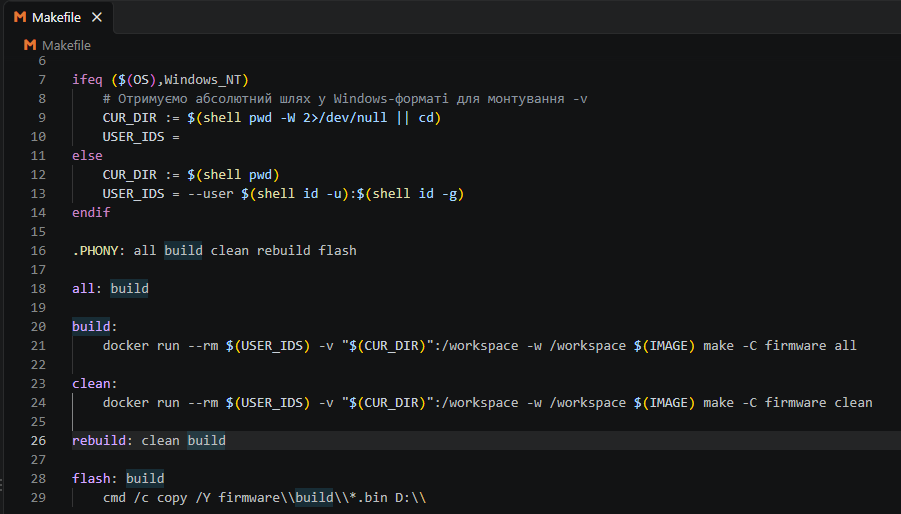 Makefile
Makefile
6
7 ifeq ($(OS),Windows_NT)
8 # Отримуємо абсолютний шлях у Windows-форматі для монтування -v
9 CUR_DIR := $(shell pwd -W 2>/dev/null || cd)
10 USER_IDS =
11 else
12 CUR_DIR := $(shell pwd)
13 USER_IDS = --user $(shell id -u):$(shell id -g)
14 endif
15
16 .PHONY: all build clean rebuild flash
17
18 all: build
19
20 build:
21 docker run --rm $(USER_IDS) -v "$(CUR_DIR)":/workspace -w /workspace $(IMAGE) make -C firmware all
22
23 clean:
24 docker run --rm $(USER_IDS) -v "$(CUR_DIR)":/workspace -w /workspace $(IMAGE) make -C firmware clean
25
26 rebuild: clean build
27
28 flash: build
29 cmd /c copy /Y firmware\\build\\*.bin D:\\